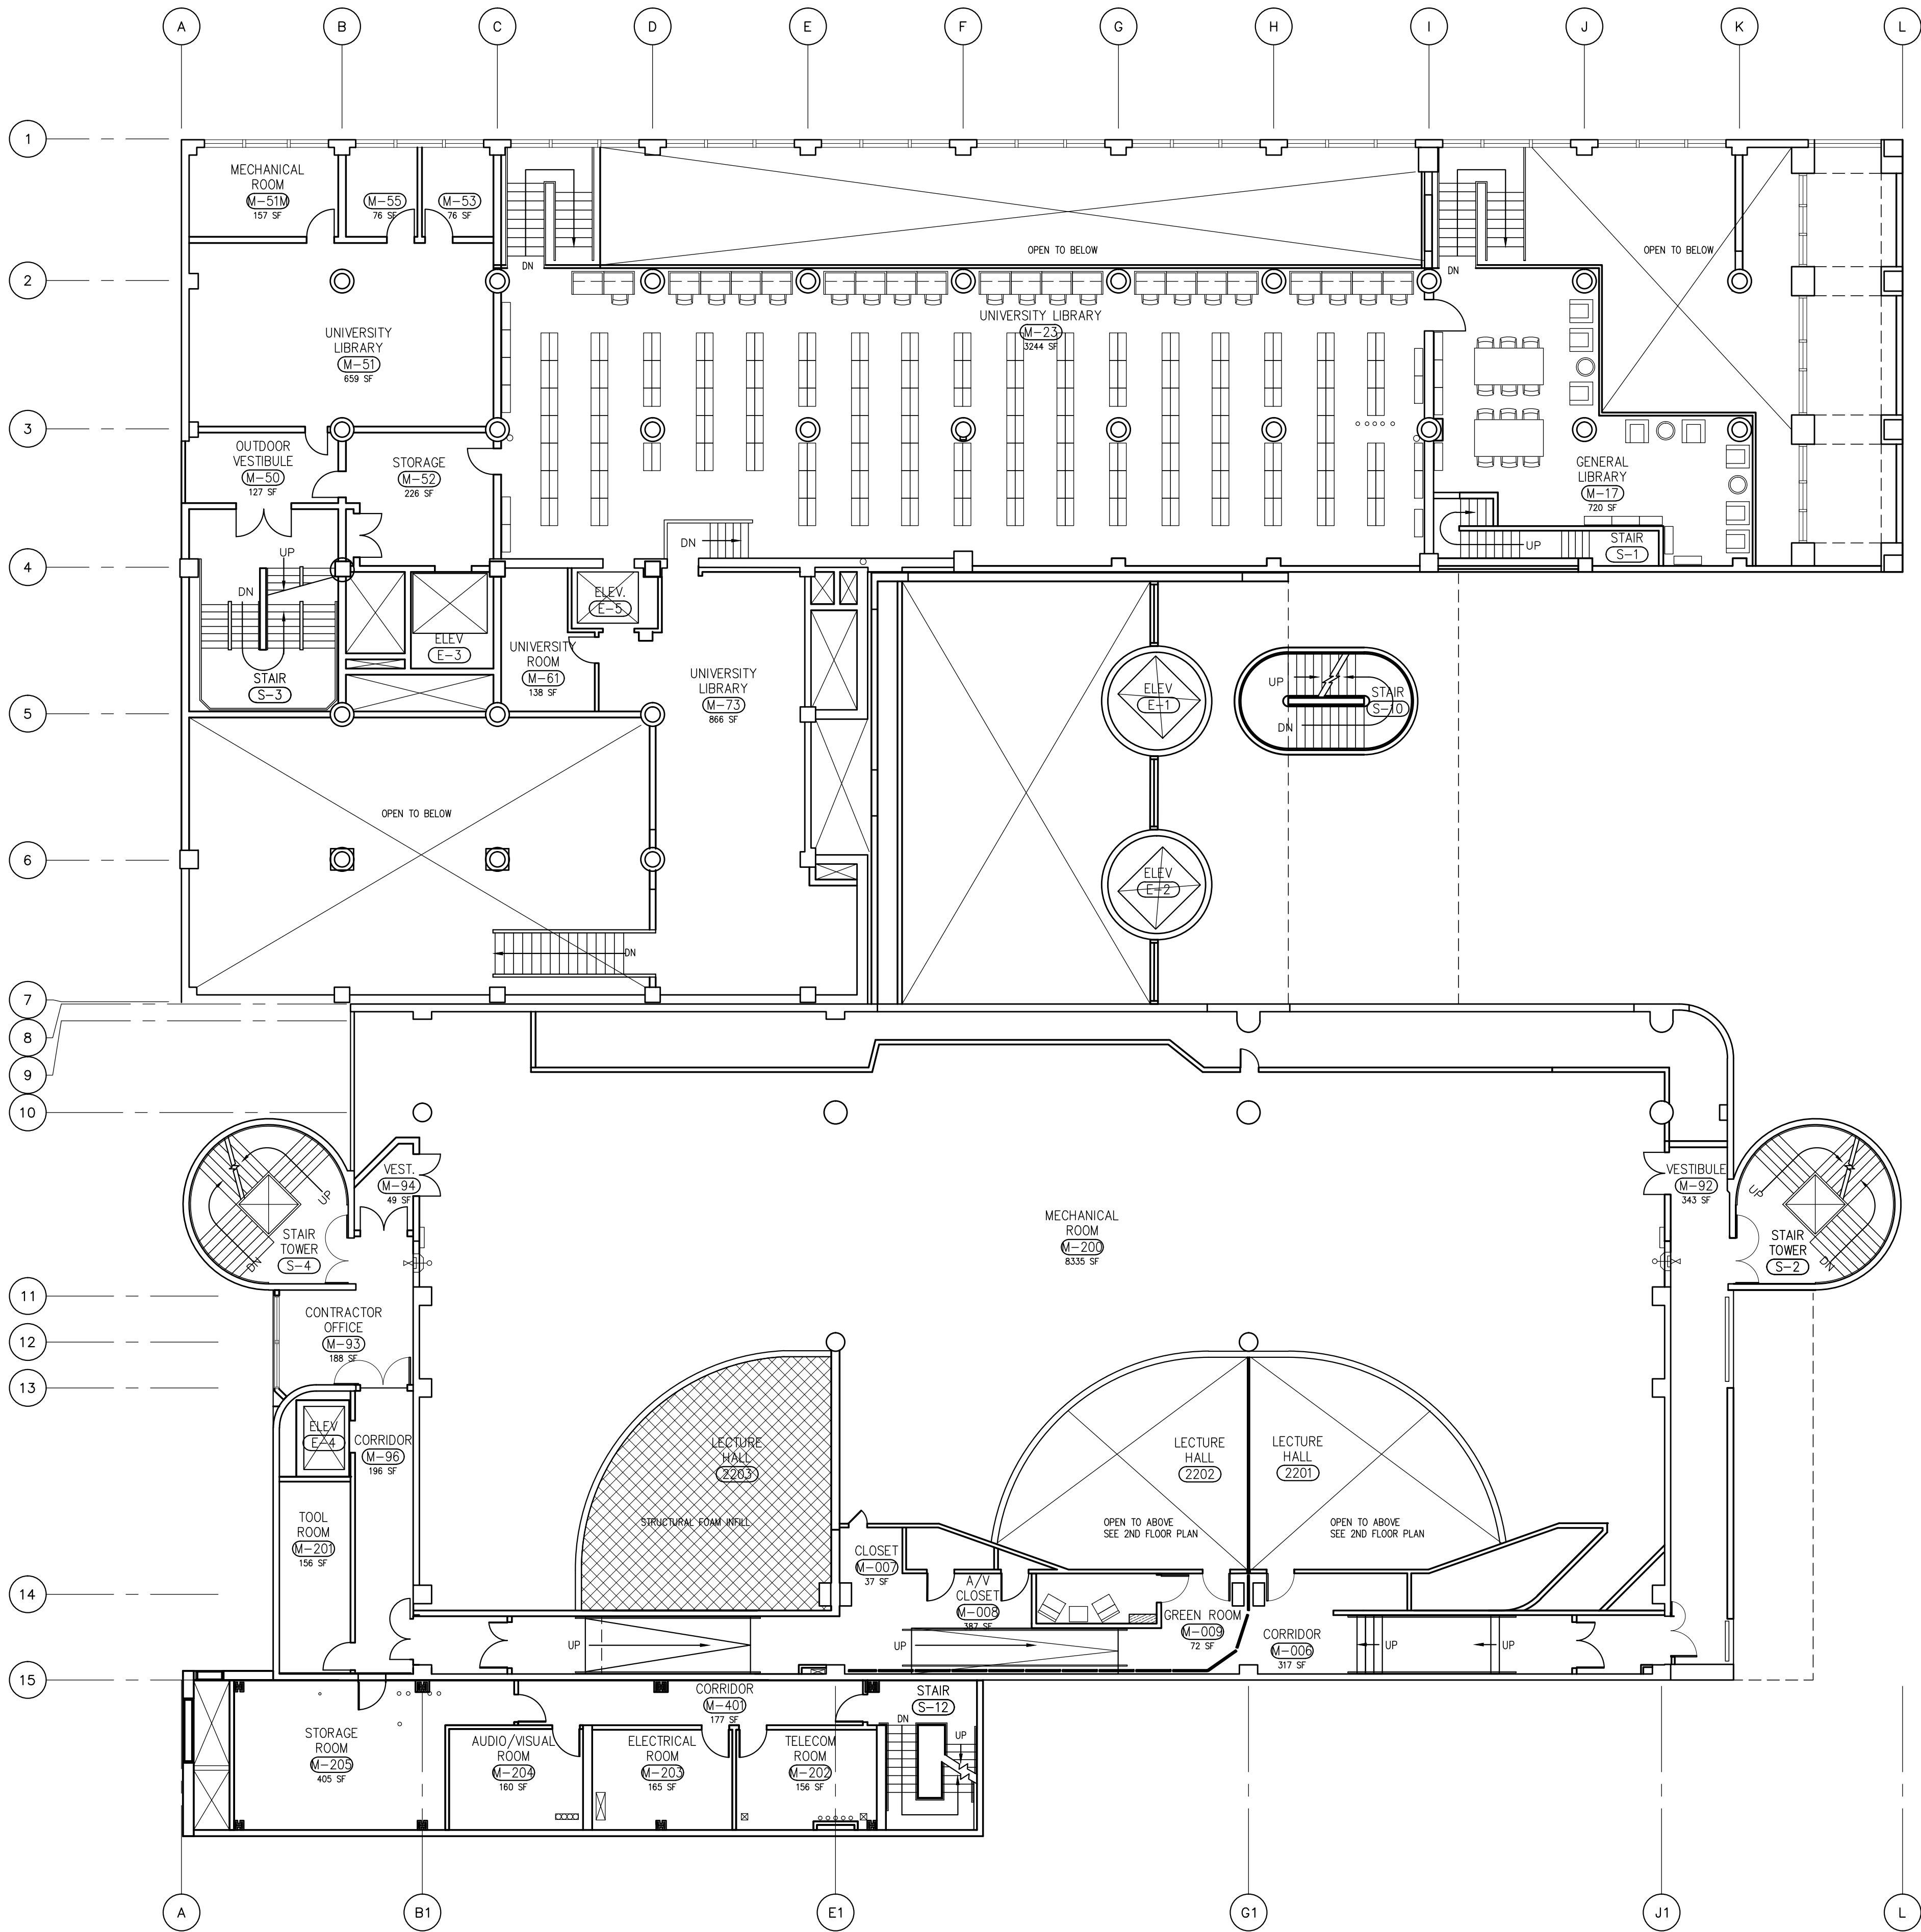 A B C D E F G H I J K L
1
MECHANICAL
ROOM
M-51M
157 SF
M-55
76 SF
M-53
76 SF
DN
OPEN TO BELOW
DN
OPEN TO BELOW
2
UNIVERSITY
LIBRARY
M-51
659 SF
UNIVERSITY LIBRARY
M-23
3244 SF
3
OUTDOOR
VESTIBULE
M-50
127 SF
STORAGE
M-52
226 SF
GENERAL
LIBRARY
M-17
720 SF
DN
UP
STAIR
S-1
4
UP
DN
STAIR
S-3
ELEV
E-3
ELEV.
E-5
UNIVERSITY
ROOM
M-61
138 SF
UNIVERSITY
LIBRARY
M-73
866 SF
ELEV
E-1
UP
DN
STAIR
S-10
5
OPEN TO BELOW
6
ELEV
E-2
DN
7
8
9
10
VEST.
M-94
49 SF
UP
DN
STAIR
TOWER
S-4
MECHANICAL
ROOM
M-200
8335 SF
VESTIBULE
M-92
343 SF
UP
DN
STAIR
TOWER
S-2
11
CONTRACTOR
OFFICE
M-93
188 SF
12
13
ELEV
E-4
CORRIDOR
M-96
196 SF
LECTURE
HALL
2203
STRUCTURAL FOAM INFILL
LECTURE
HALL
2202
OPEN TO ABOVE
SEE 2ND FLOOR PLAN
LECTURE
HALL
2201
OPEN TO ABOVE
SEE 2ND FLOOR PLAN
TOOL
ROOM
M-201
156 SF
CLOSET
M-007
37 SF
14
A/V
CLOSET
M-008
387 SF
GREEN ROOM
M-009
72 SF
CORRIDOR
M-006
317 SF
UP
UP
UP
UP
15
STORAGE
ROOM
M-205
405 SF
CORRIDOR
M-401
177 SF
AUDIO/VISUAL
ROOM
M-204
160 SF
ELECTRICAL
ROOM
M-203
165 SF
TELECOM
ROOM
M-202
156 SF
STAIR
S-12
DN
UP
A B1 E1 G1 J1 L